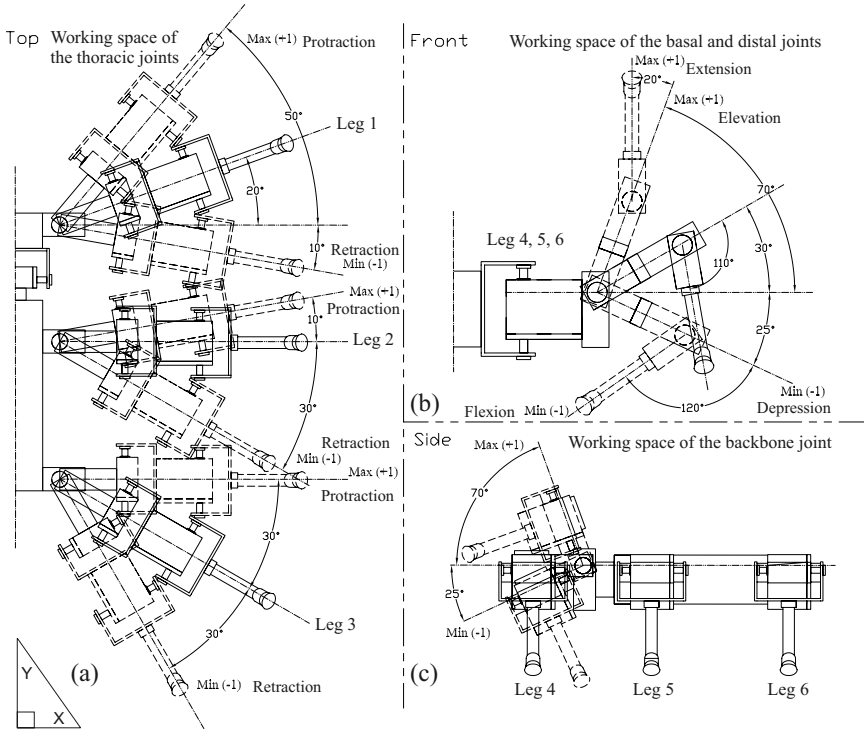 Top
Working space of
the thoracic joints
Max (+1) Protraction
50°
Leg 1
20°
10°
Retraction
Min (-1)
Max (+1)
Protraction
10°
Leg 2
30°
Retraction
Min (-1)
Max (+1)
Protraction
30°
Leg 3
30°
Min (-1) Retraction
(a)
Y
X
Front
Working space of the basal and distal joints
Max (+1)
20°
Extension
Max (+1)
Elevation
70°
Leg 4, 5, 6
30°
110°
25°
(b)
Min (-1)
Flexion
Min (-1)
120°
Depression
Side
Working space of the backbone joint
Max (+1)
70°
25°
Min (-1)
(c)
Leg 4
Leg 5
Leg 6